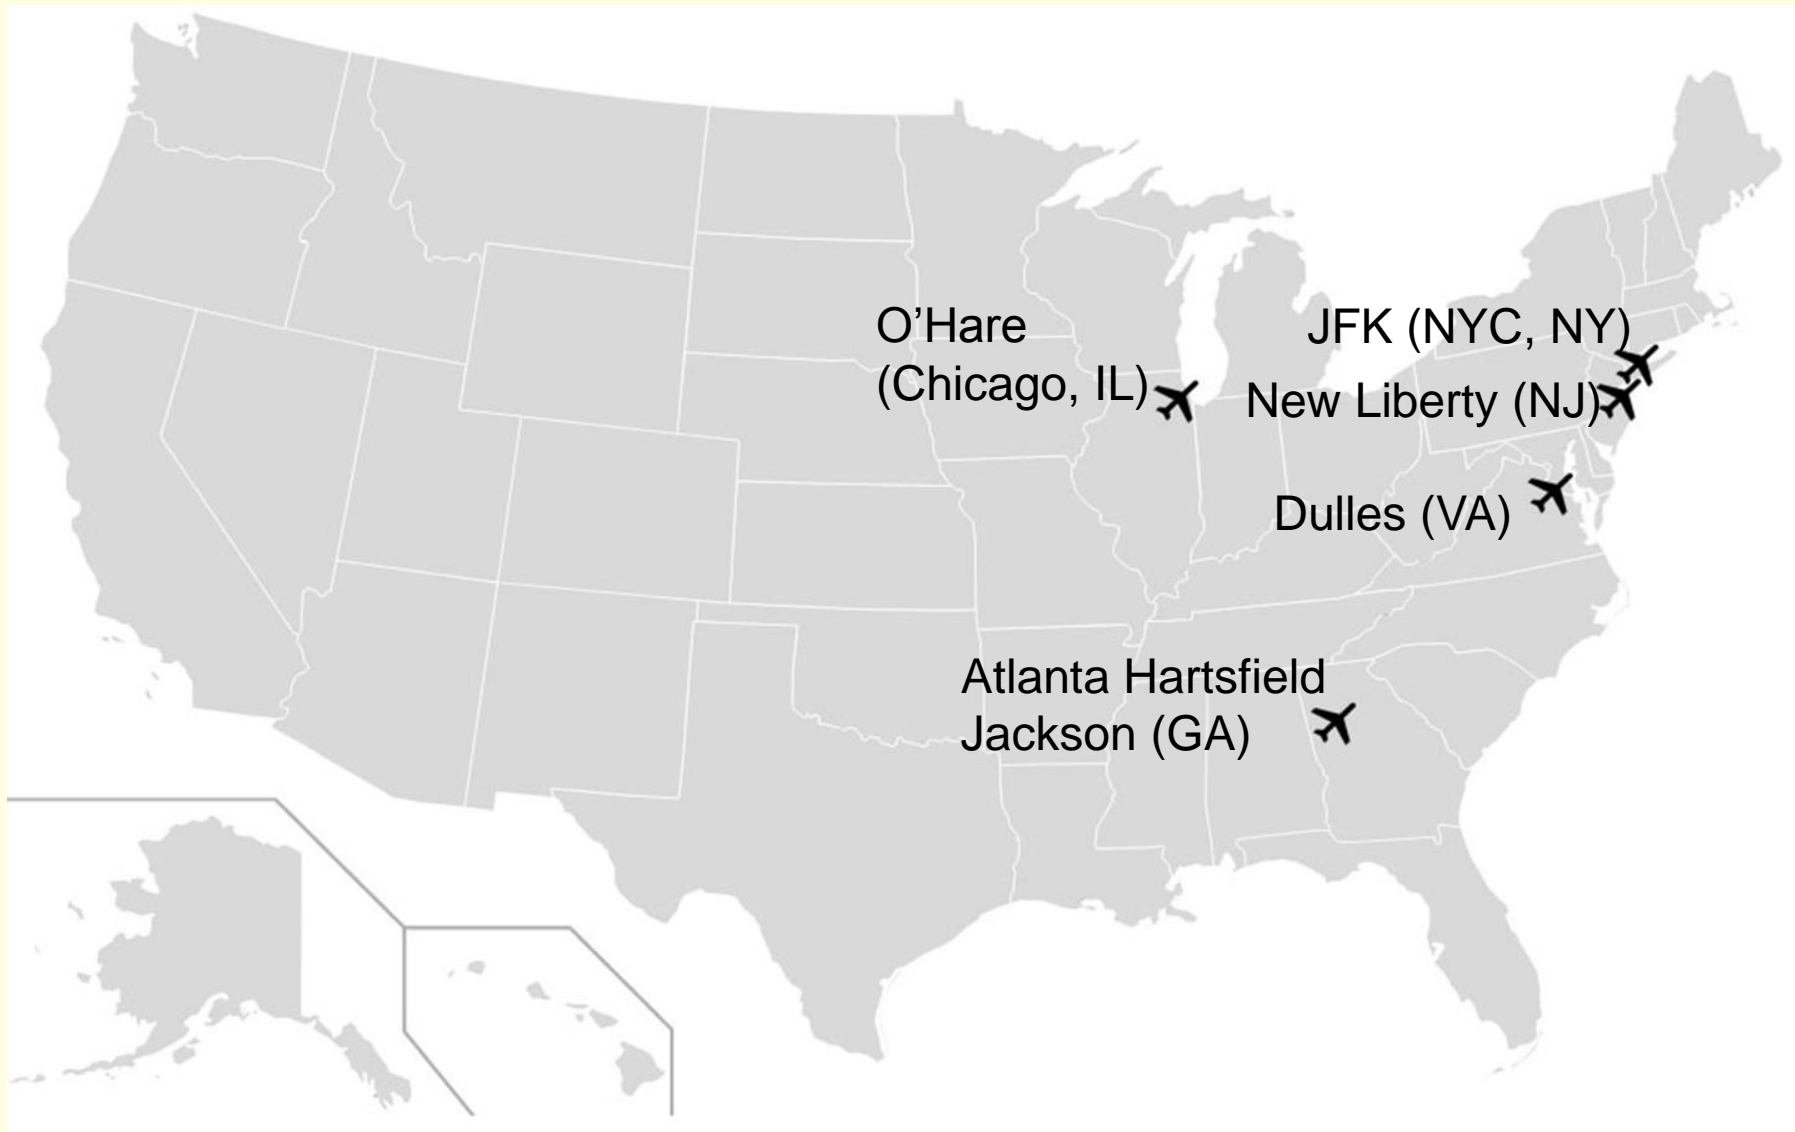 O’Hare
(Chicago, IL)
JFK (NYC, NY)
New Liberty (NJ)
Dulles (VA)
Atlanta Hartsfield
Jackson (GA)